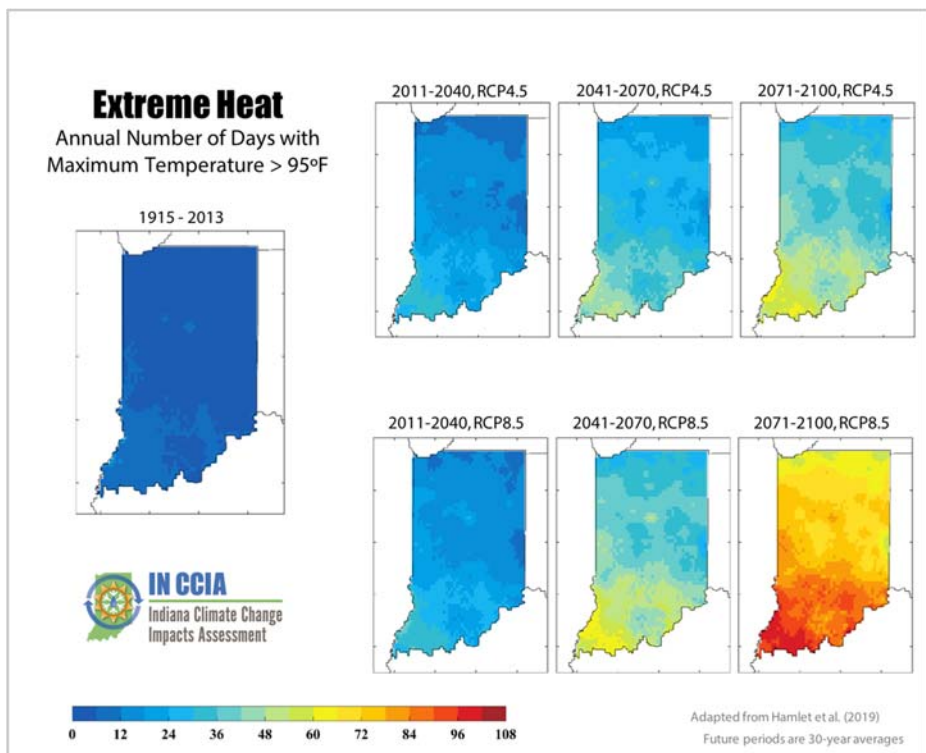 Extreme Heat
Annual Number of Days with
Maximum Temperature > 95ºF
1915 - 2013
2011-2040, RCP4.5
2041-2070, RCP4.5
2071-2100, RCP4.5
2011-2040, RCP8.5
2041-2070, RCP8.5
2071-2100, RCP8.5
IN CCIA
Indiana Climate Change
Impacts Assessment
0 12 24 36 48 60 72 84 96 108
Adapted from Hamlet et al. (2019)
Future periods are 30-year averages